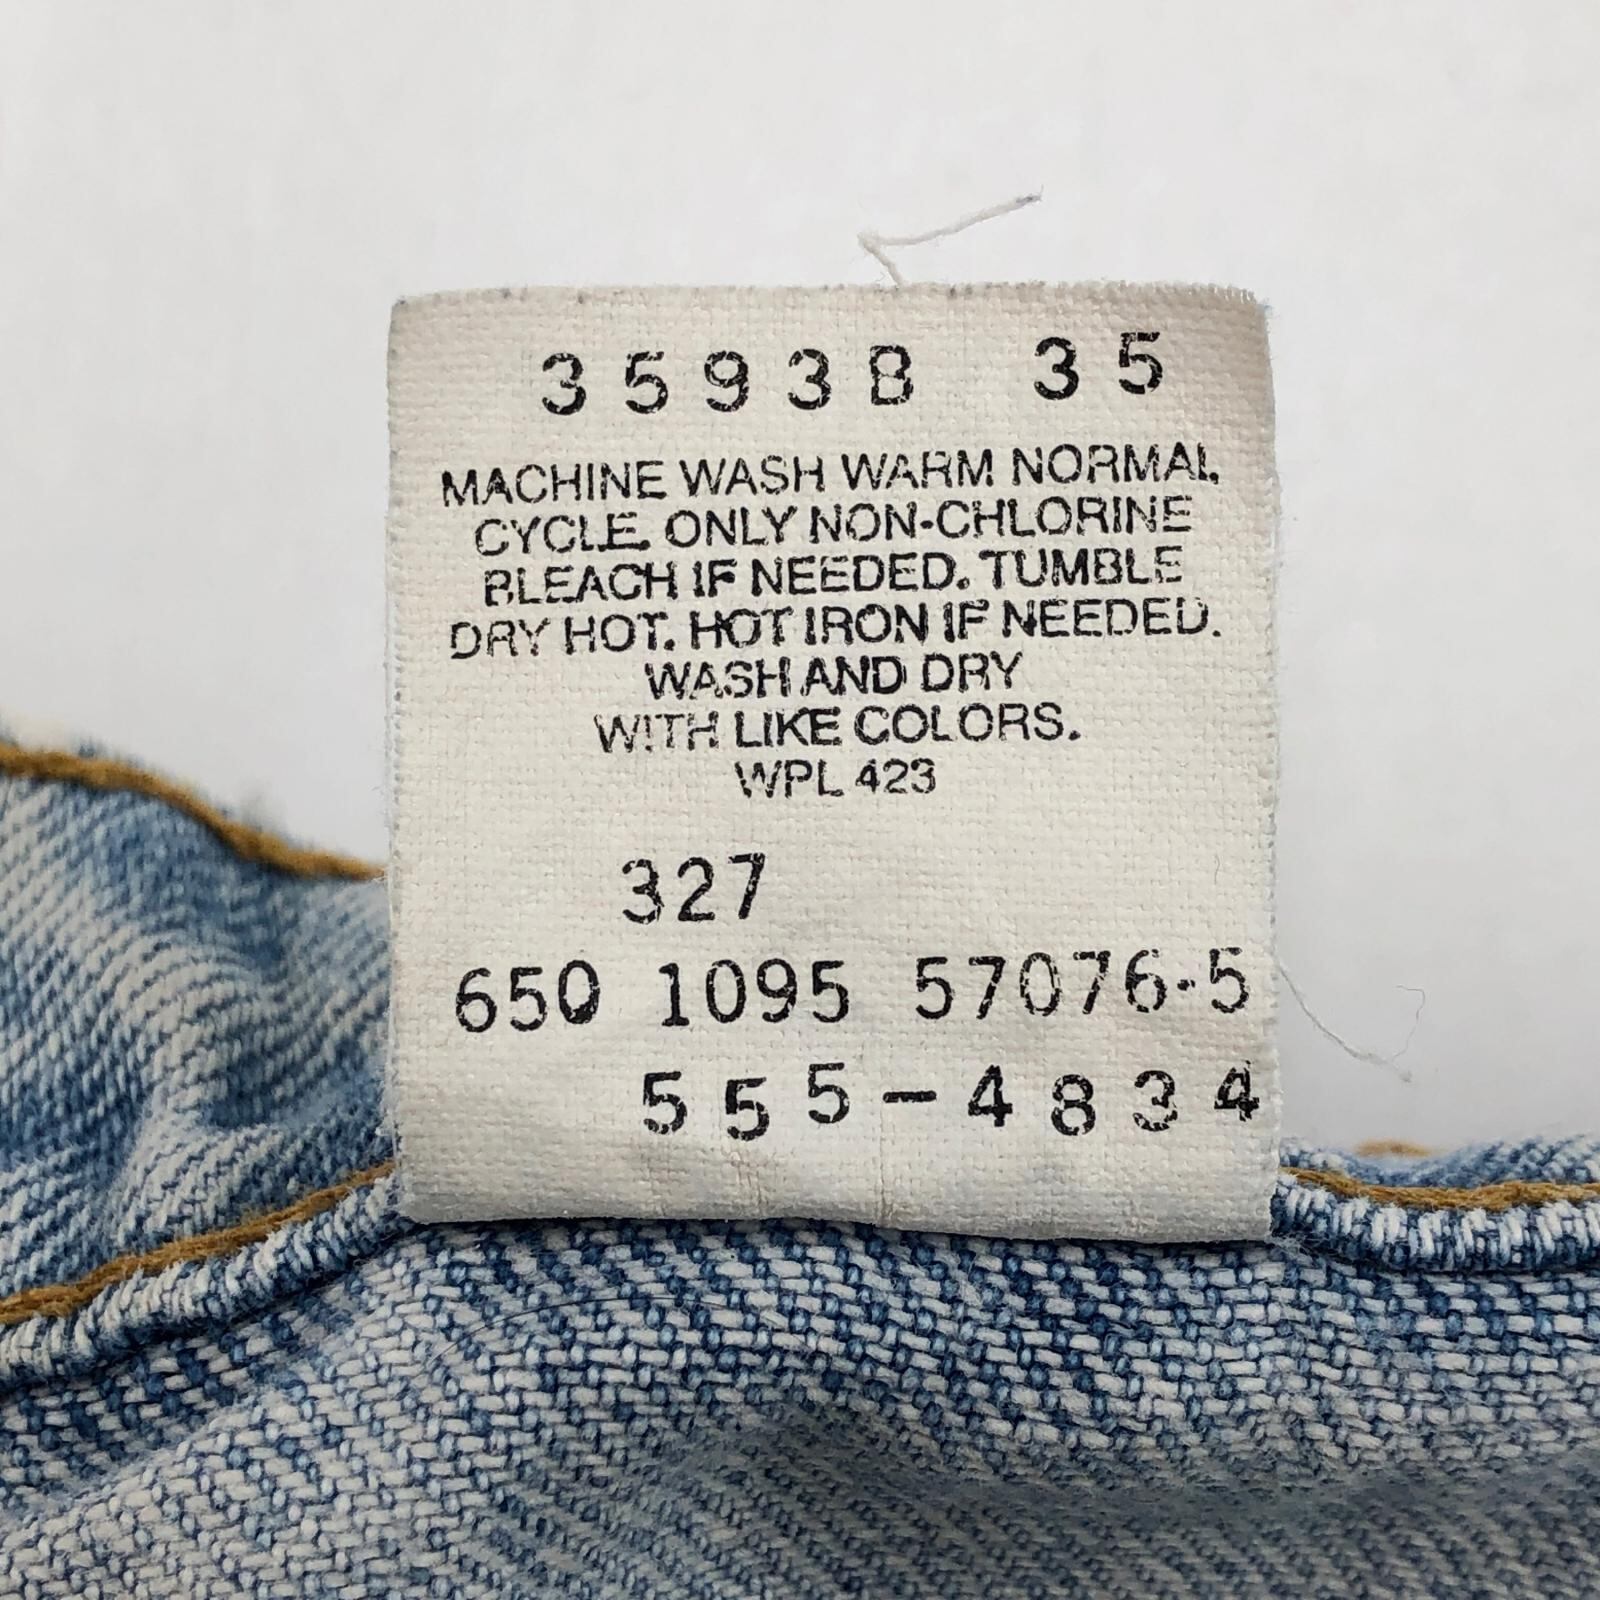 3593B 35
MACHINE WASH WARM NORMAL
CYCLE. ONLY NON-CHLORINE
BLEACH IF NEEDED. TUMBLE
DRY HOT. HOT IRON IF NEEDED.
WASH AND DRY
WITH LIKE COLORS.
WPL 423
327
650 1095 57076-5
555-4834